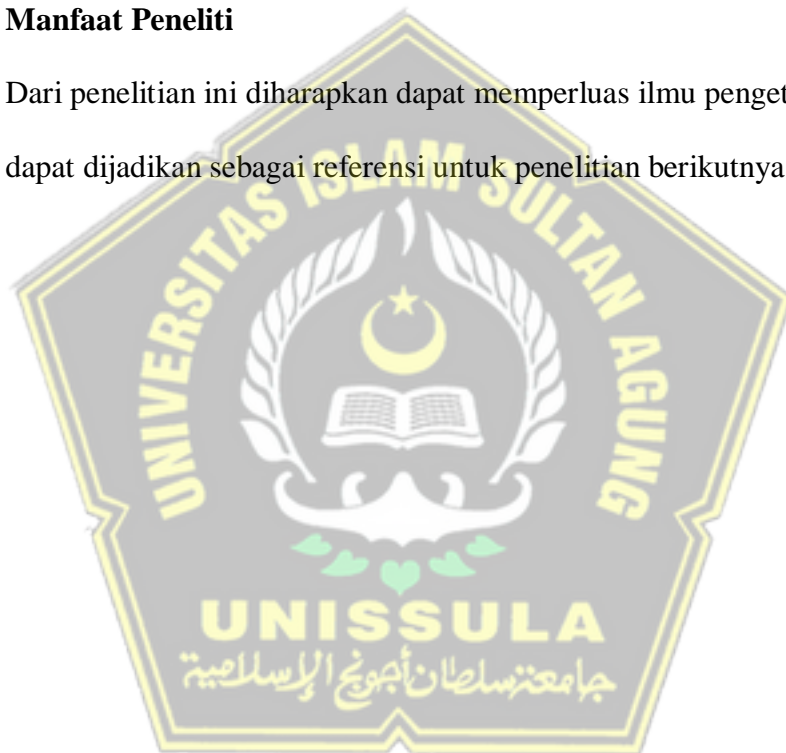 Manfaat Peneliti
Dari penelitian ini diharapkan dapat memperluas ilmu
dapat dijadikan sebagai referensi untuk penelitian berikutnya
UNIVERSITAS ISLAM SULTAN AGUNG
UNISSULA
جامعة سلطان أجونج الإسلامية